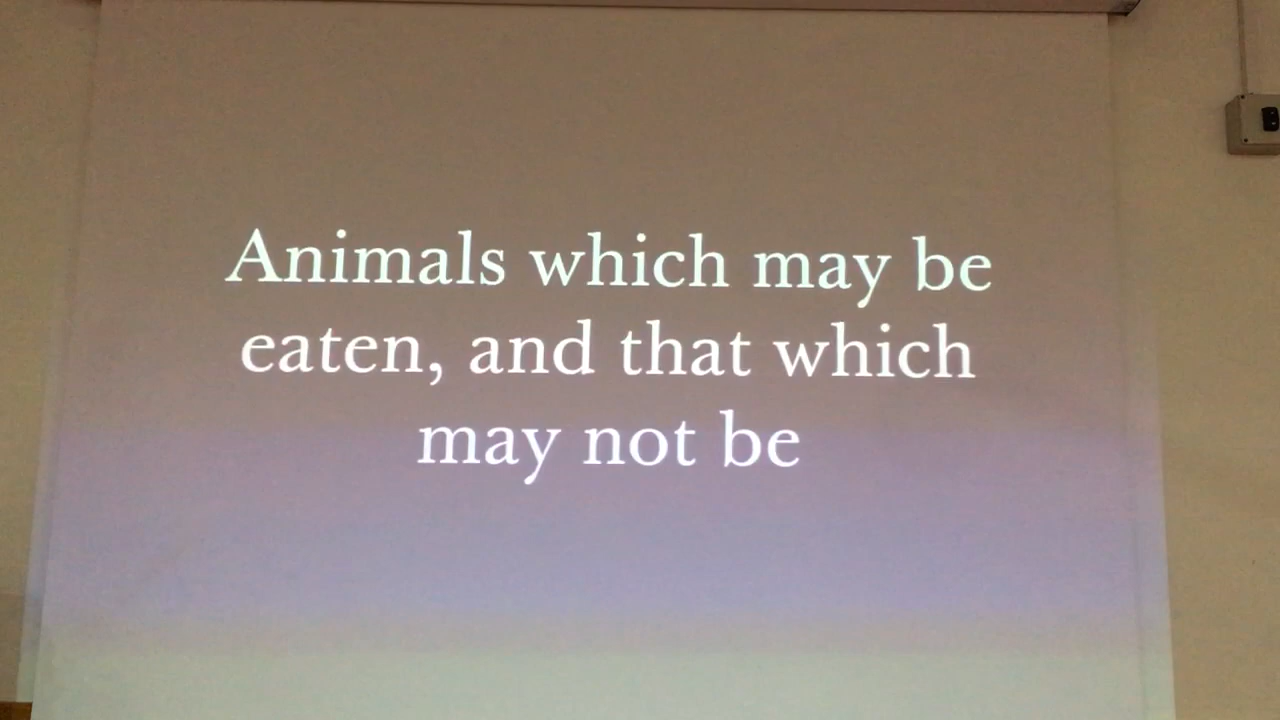 Animals which may be
eaten, and that which
may not be